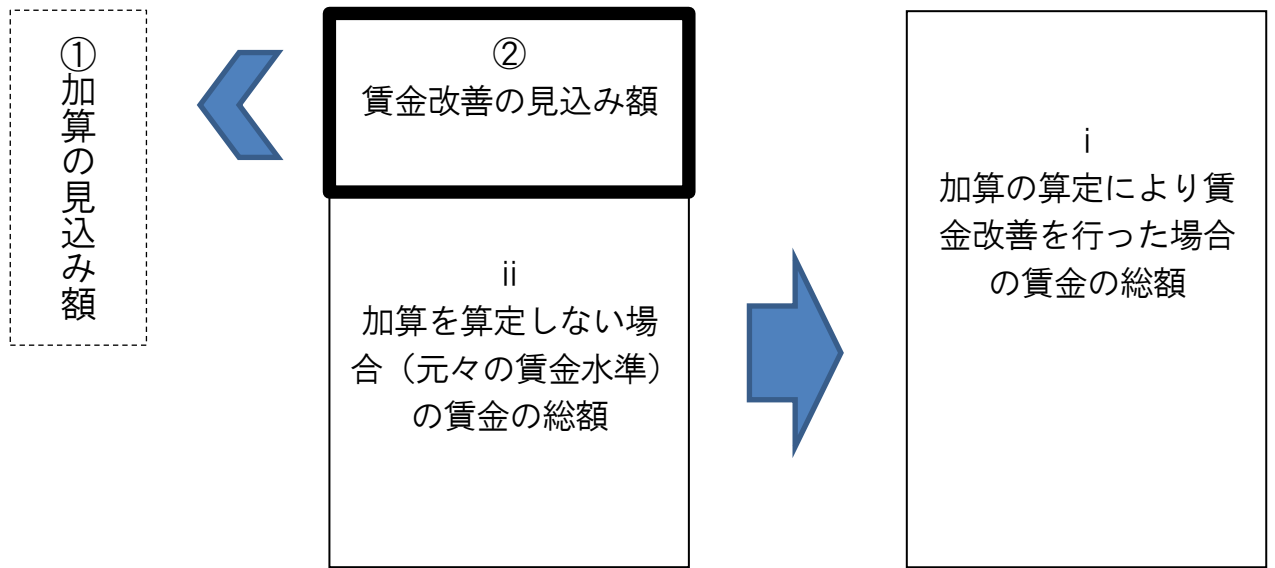 ①加算の見込み額
②
賃金改善の見込み額
ⅱ
加算を算定しない場
合（元々の賃金水準）
の賃金の総額
ⅰ
加算の算定により賃
金改善を行った場合
の賃金の総額